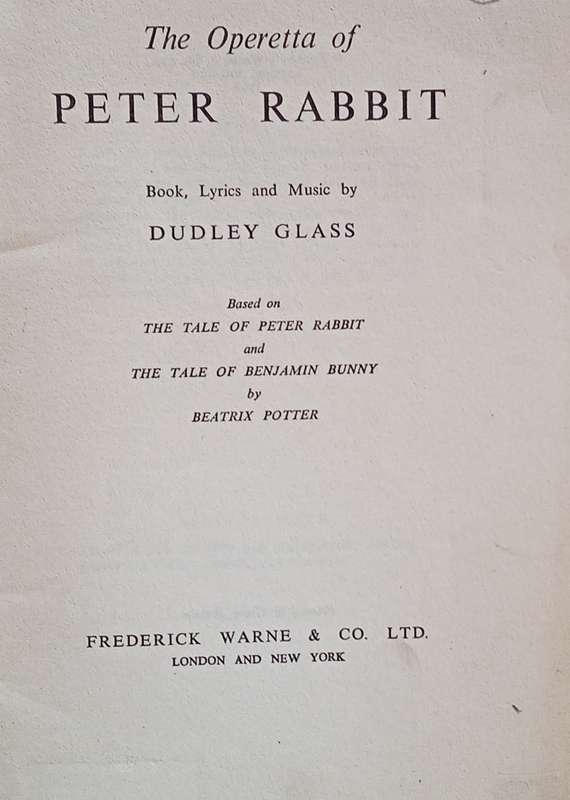 The Operetta of
PETER RABBIT
Book, Lyrics and Music by
DUDLEY GLASS
Based on
THE TALE OF PETER RABBIT
and
THE TALE OF BENJAMIN BUNNY
by
BEATRIX POTTER
FREDERICK WARNE & CO. LTD.
LONDON AND NEW YORK